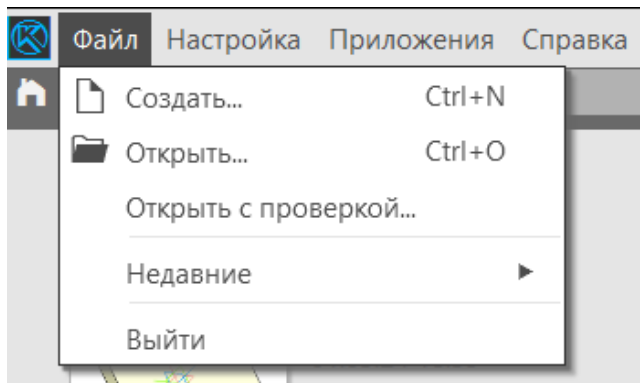 Файл Настройка Приложения Справка
Создать... Ctrl+N
Открыть... Ctrl+O
Открыть с проверкой...
Недавние
Выйти